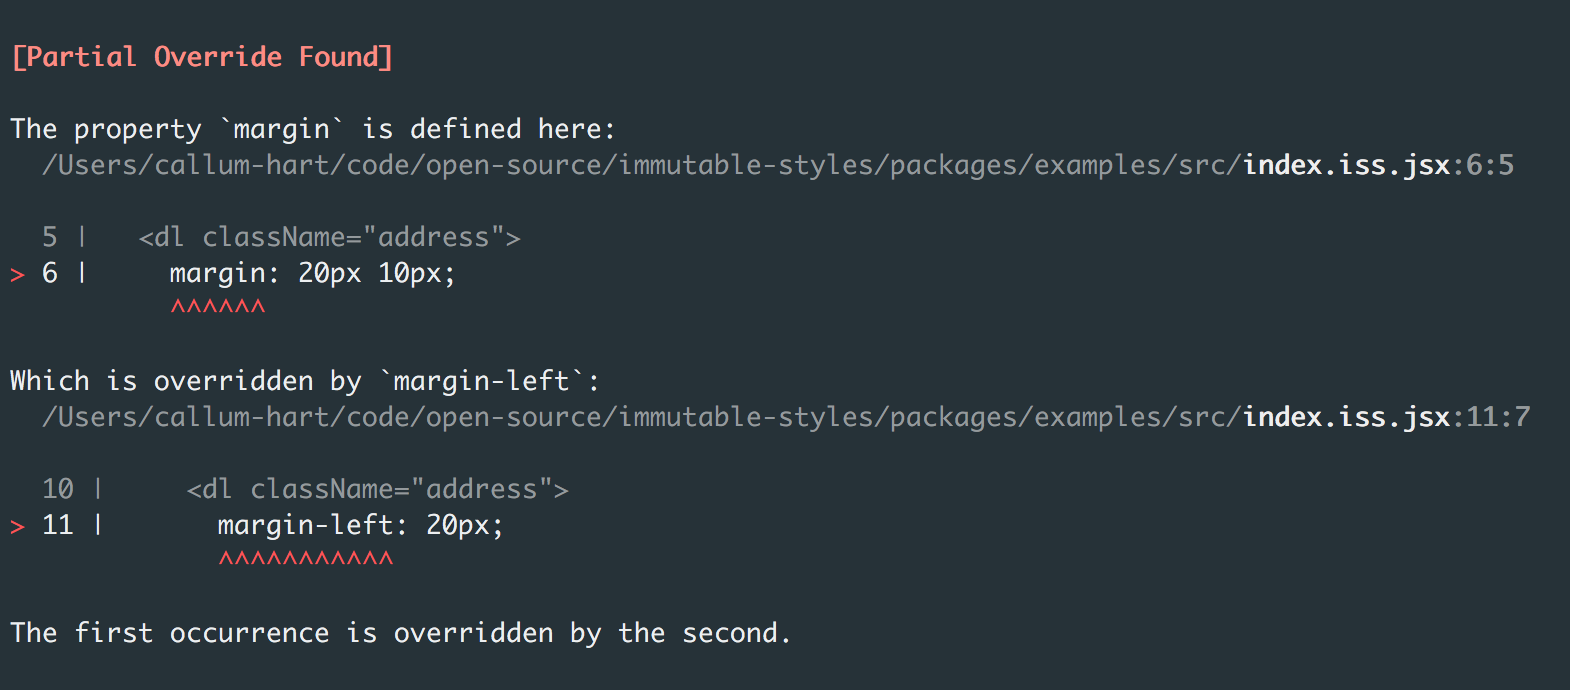 [Partial Override Found]
The property `margin` is defined here:
/Users/callum-hart/code/open-source/immutable-styles/packages/examples/src/index.iss.jsx:6:5
5 |   <dl className="address">
> 6 |     margin: 20px 10px;
^^^^^^
Which is overridden by `margin-left`:
/Users/callum-hart/code/open-source/immutable-styles/packages/examples/src/index.iss.jsx:11:7
10 |     <dl className="address">
> 11 |       margin-left: 20px;
^^^^^^^^^^^
The first occurrence is overridden by the second.